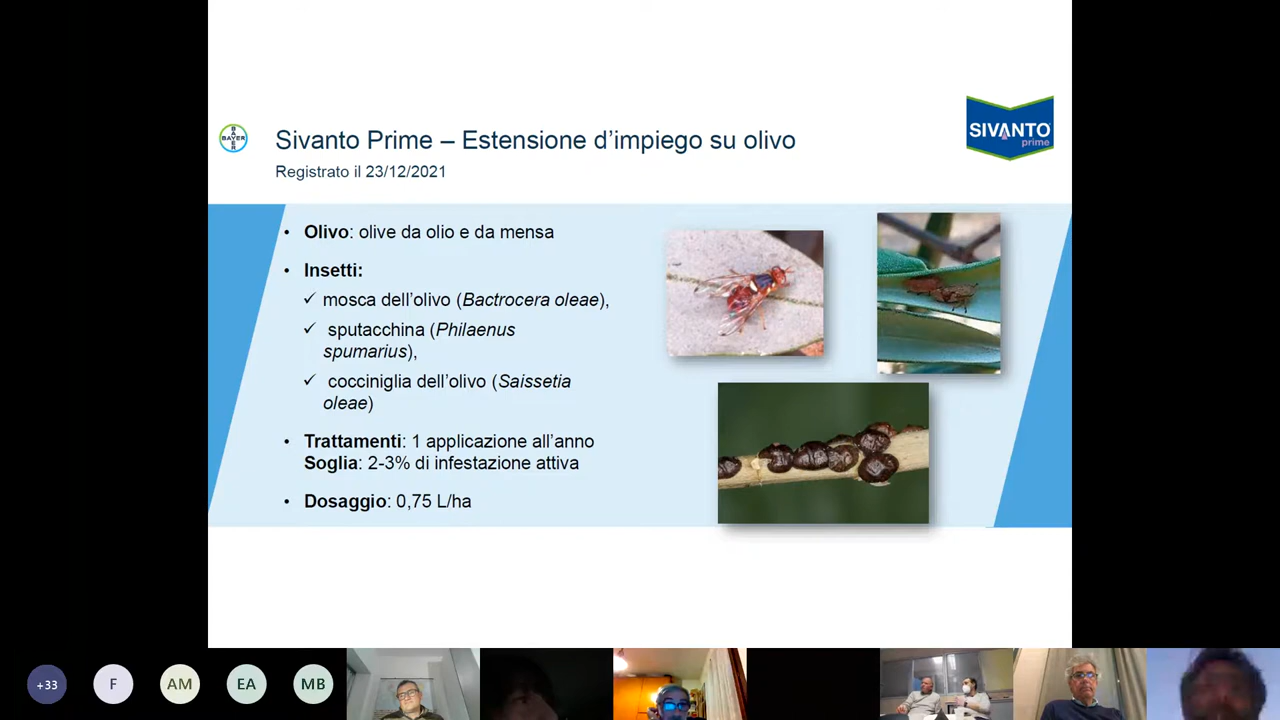 BAYER
Sivanto Prime – Estensione d’impiego su olivo
Registrato il 23/12/2021
SIVANTO
prime
• Olivo: olive da olio e da mensa
• Insetti:
✓ mosca dell’olivo (Bactrocera oleae),
✓ sputacchina (Philaenus
spumarius),
✓ cocciniglia dell’olivo (Saissetia
oleae)
• Trattamenti: 1 applicazione all’anno
Soglia: 2-3% di infestazione attiva
• Dosaggio: 0,75 L/ha
+33
F
AM
EA
MB